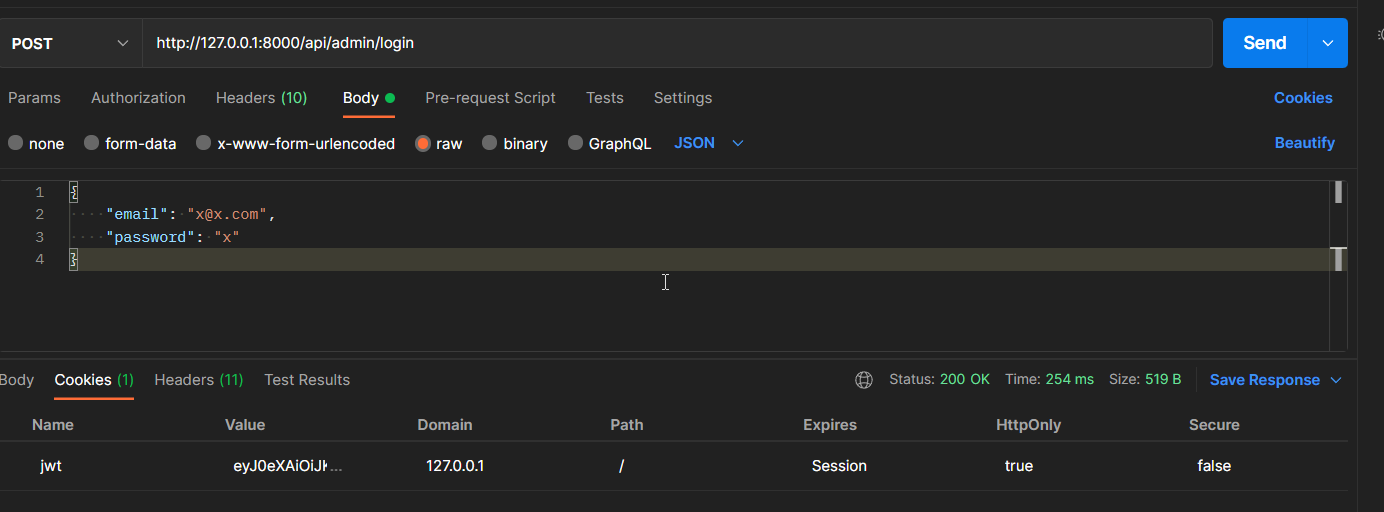 POST http://127.0.0.1:8000/api/admin/login Send
Params Authorization Headers (10) Body Pre-request Script Tests Settings Cookies
none form-data x-www-form-urlencoded raw binary GraphQL JSON Beautify
1 {
2 "email": "x@x.com",
3 "password": "x"
4 }
Body Cookies (1) Headers (11) Test Results Status: 200 OK Time: 254 ms Size: 519 B Save Response
Name Value Domain Path Expires HttpOnly Secure
jwt eyJ0eXAiOiJK... 127.0.0.1 / Session true false